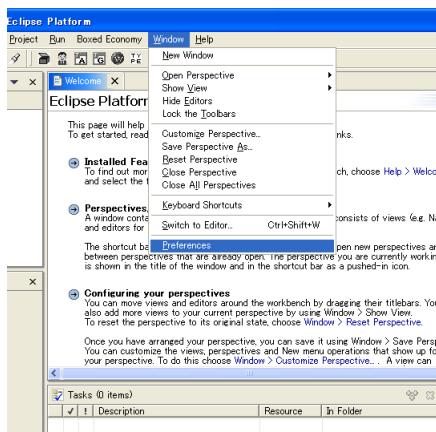 Eclipse Platform
Project Run Boxed Economy Window Help
Welcome
Eclipse Platfor
New Window
Open Perspective
Show View
Hide Editors
Lock the Toolbars
Customize Perspective...
Save Perspective As...
Reset Perspective
Close Perspective
Close All Perspectives
Keyboard Shortcuts
Switch to Editor... Ctrl+Shift+W
Preferences
This page will help
To get started, read nks.
Installed Fea
To find out mor ch, choose Help > Welco
and select the
Perspectives,
A window conta onsists of views (e.g. Na
and editors for
The shortcut ba pen new perspectives an
between perspectives that are already open. The perspective you are currently workin
is shown in the title of the window and in the shortcut bar as a pushed-in icon.
Configuring your perspectives
You can move views and editors around the workbench by dragging their titlebars. You
also add more views to your current perspective by using Window > Show View.
To reset the perspective to its original state, choose Window > Reset Perspective.
Once you have arranged your perspective, you can save it using Window > Save Persp
You can customize the views, perspectives and New menu operations that show up fo
your perspective. To do this choose Window > Customize Perspective... . A view can
Tasks (0 items)
! Description Resource In Folder